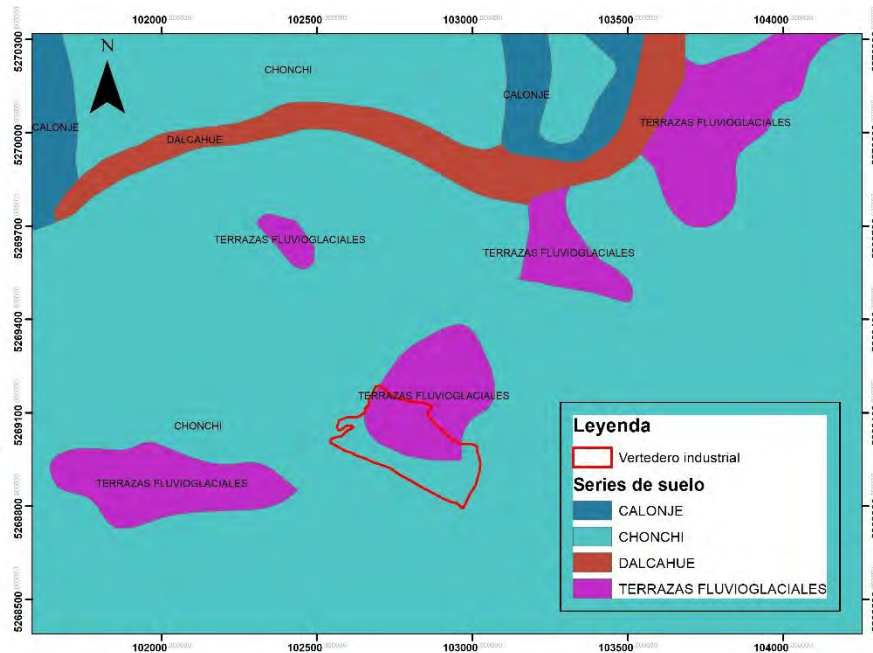 102000 102500 103000 103500 104000
N
CHONCHI
5270300
CALONJE
CALONJE
TERRAZAS FLUVIOGLACIALES
DALCAHUE
5270000
TERRAZAS FLUVIOGLACIALES
TERRAZAS FLUVIOGLACIALES
5269700
5269400
TERRAZAS FLUVIOGLACIALES
5269100
CHONCHI
TERRAZAS FLUVIOGLACIALES
5268800
5268500
Leyenda
Vertedero industrial
Series de suelo
CALONJE
CHONCHI
DALCAHUE
TERRAZAS FLUVIOGLACIALES
102000 102500 103000 103500 104000